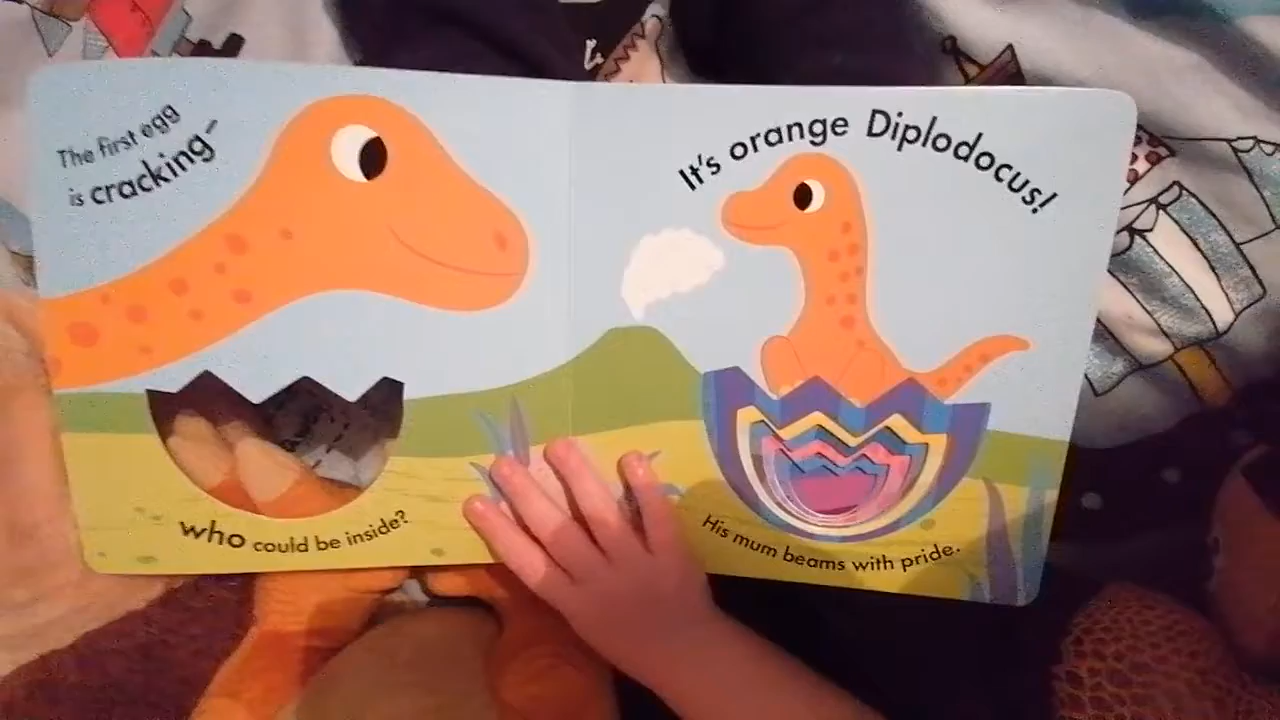 The first egg
is cracking–
who could be inside?
It's orange Diplodocus!
His mum beams with pride.